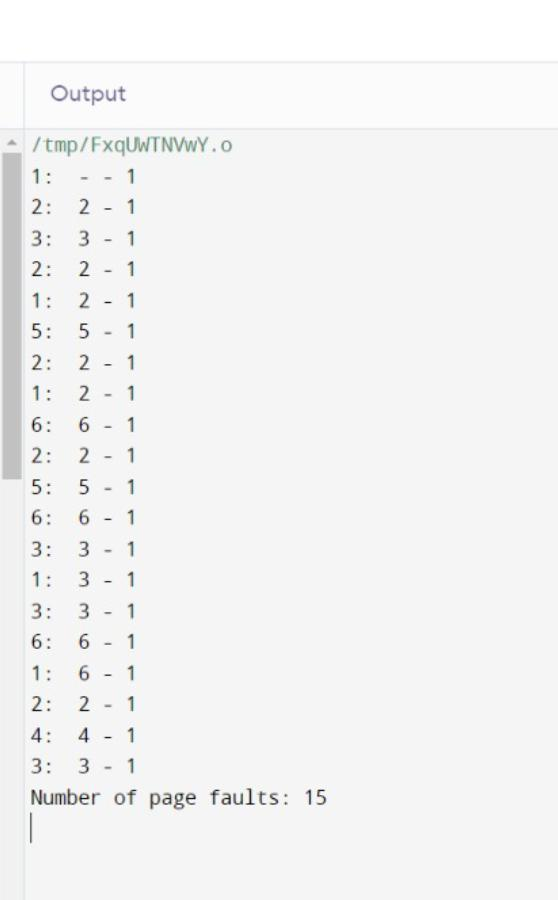 Output
/tmp/FxqUWTNVwY.o
1:  - - 1
2:  2 - 1
3:  3 - 1
2:  2 - 1
1:  2 - 1
5:  5 - 1
2:  2 - 1
1:  2 - 1
6:  6 - 1
2:  2 - 1
5:  5 - 1
6:  6 - 1
3:  3 - 1
1:  3 - 1
3:  3 - 1
6:  6 - 1
1:  6 - 1
2:  2 - 1
4:  4 - 1
3:  3 - 1
Number of page faults: 15